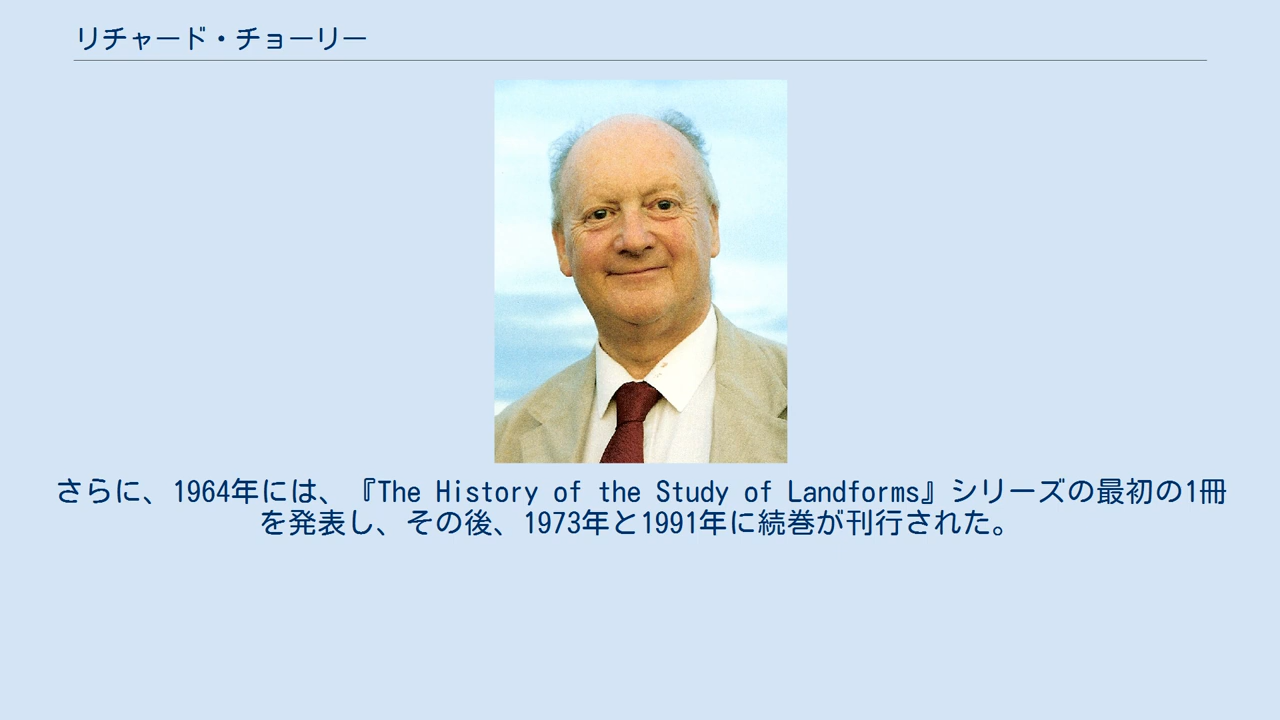 リチャード・チョーリー
さらに、1964年には、『The History of the Study of Landforms』シリーズの最初の1冊
を発表し、その後、1973年と1991年に続巻が刊行された。